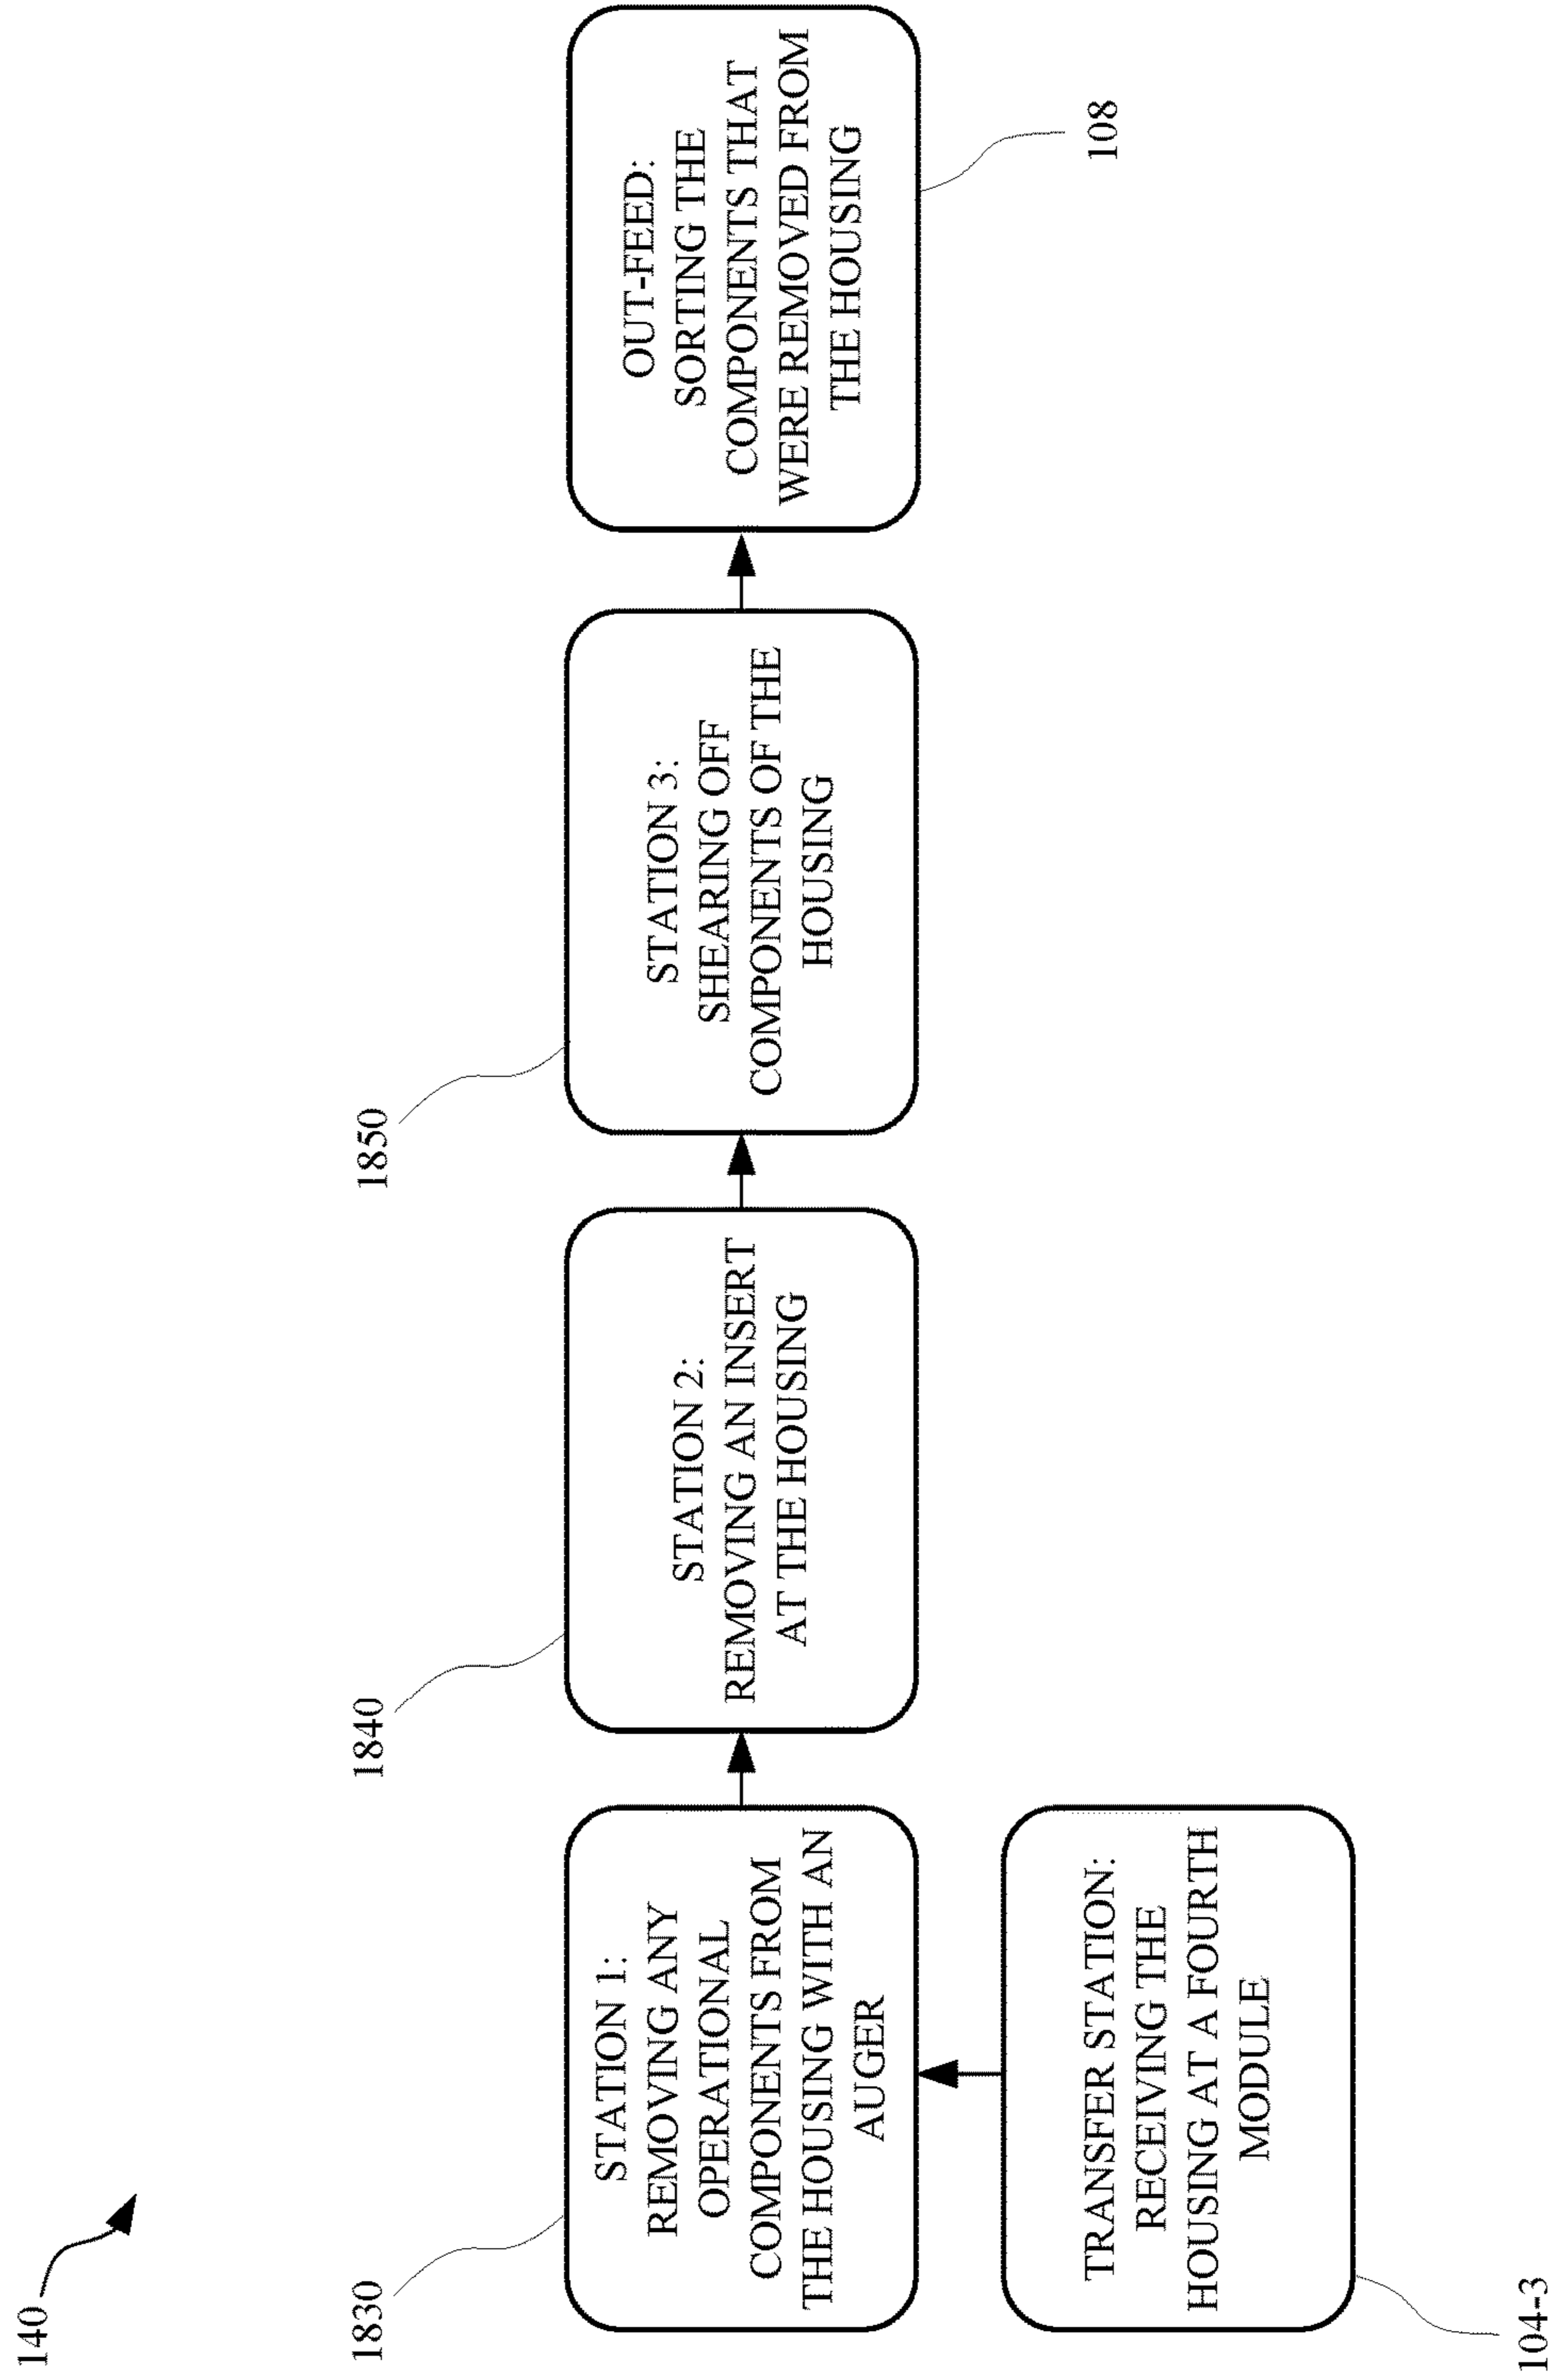 140
1830
STATION 1:
REMOVING ANY
OPERATIONAL
COMPONENTS FROM
THE HOUSING WITH AN
AUGER
1840
STATION 2:
REMOVING AN INSERT
AT THE HOUSING
1850
STATION 3:
SHEARING OFF
COMPONENTS OF THE
HOUSING
OUT-FEED:
SORTING THE
COMPONENTS THAT
WERE REMOVED FROM
THE HOUSING
108
TRANSFER STATION:
RECEIVING THE
HOUSING AT A FOURTH
MODULE
104-3